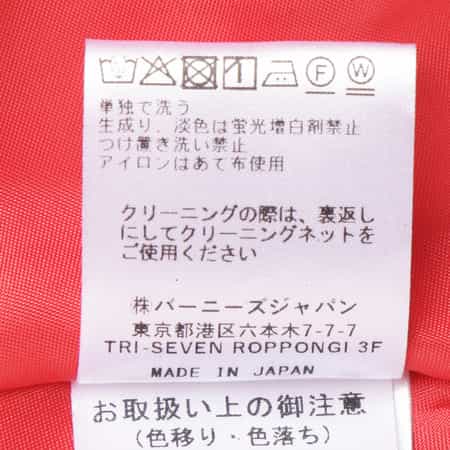 F W
単独で洗う
生成り、淡色は蛍光増白剤禁止
つけ置き洗い禁止
アイロンはあて布使用
クリーニングの際は、裏返し
にしてクリーニングネットを
ご使用ください
㈱バーニーズジャパン
東京都港区六本木7-7-7
TRI-SEVEN ROPPONGI 3F
MADE IN JAPAN
お取扱い上の御注意
(色移り・色落ち)